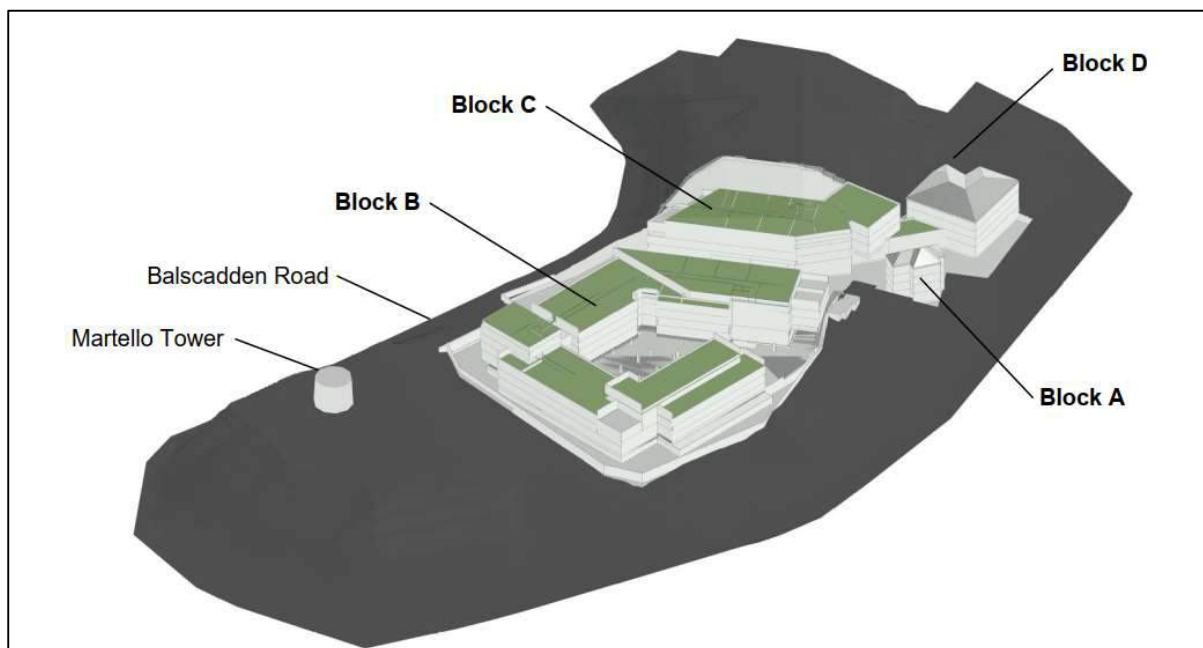 Block D
Block C
Block B
Balscadden Road
Martello Tower
Block A